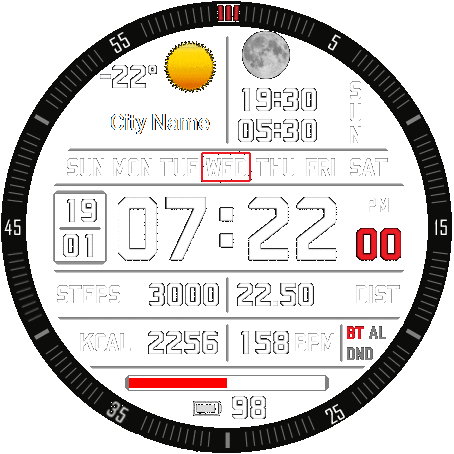 55
5
-22°
City Name
19:30
05:30
SUN
SUN MON TUE WED THU FRI SAT
19
01
07:22
PM
00
45
15
STEPS 3000 22.50 DIST
KCAL 2256 158 BPM
BT AL
DND
98
35
25